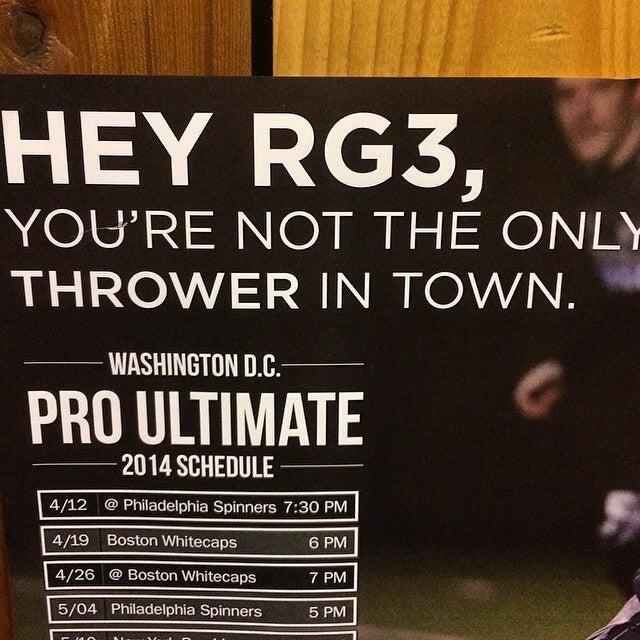 HEY RG3,
YOU'RE NOT THE ONLY
THROWER IN TOWN.
WASHINGTON D.C.
PRO ULTIMATE
2014 SCHEDULE
4/12 @ Philadelphia Spinners 7:30 PM
4/19 Boston Whitecaps 6 PM
4/26 @ Boston Whitecaps 7 PM
5/04 Philadelphia Spinners 5 PM